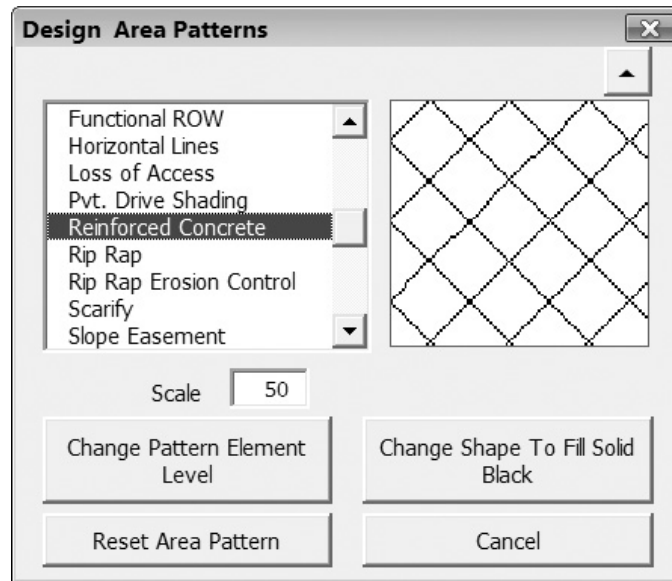 Design Area Patterns
Functional ROW
Horizontal Lines
Loss of Access
Pvt. Drive Shading
Reinforced Concrete
Rip Rap
Rip Rap Erosion Control
Scarify
Slope Easement
Scale 50
Change Pattern Element
Level
Change Shape To Fill Solid
Black
Reset Area Pattern
Cancel